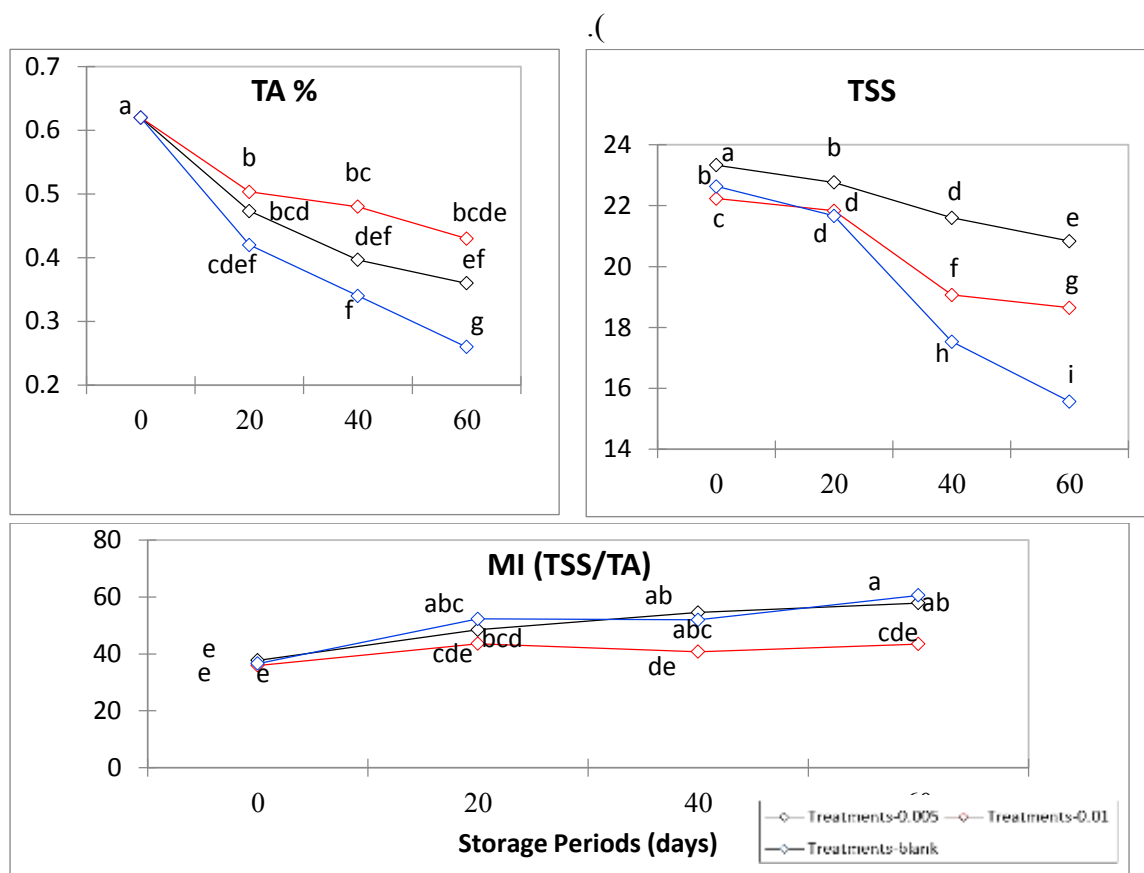 .(
TA %
0.7
0.6
0.5
0.4
0.3
0.2
a
b
bc
bcde
bcd
def
ef
cdef
f
g
0 20 40 60
TSS
24
22
20
18
16
14
a
b
d
e
b
c
d
d
f
g
h
i
0 20 40 60
MI (TSS/TA)
80
60
40
20
0
e
e
e
abc
bcd
cde
ab
abc
de
a
ab
cde
0 20 40 60
Storage Periods (days)
Treatments-0.005 Treatments-0.01
Treatments-blank